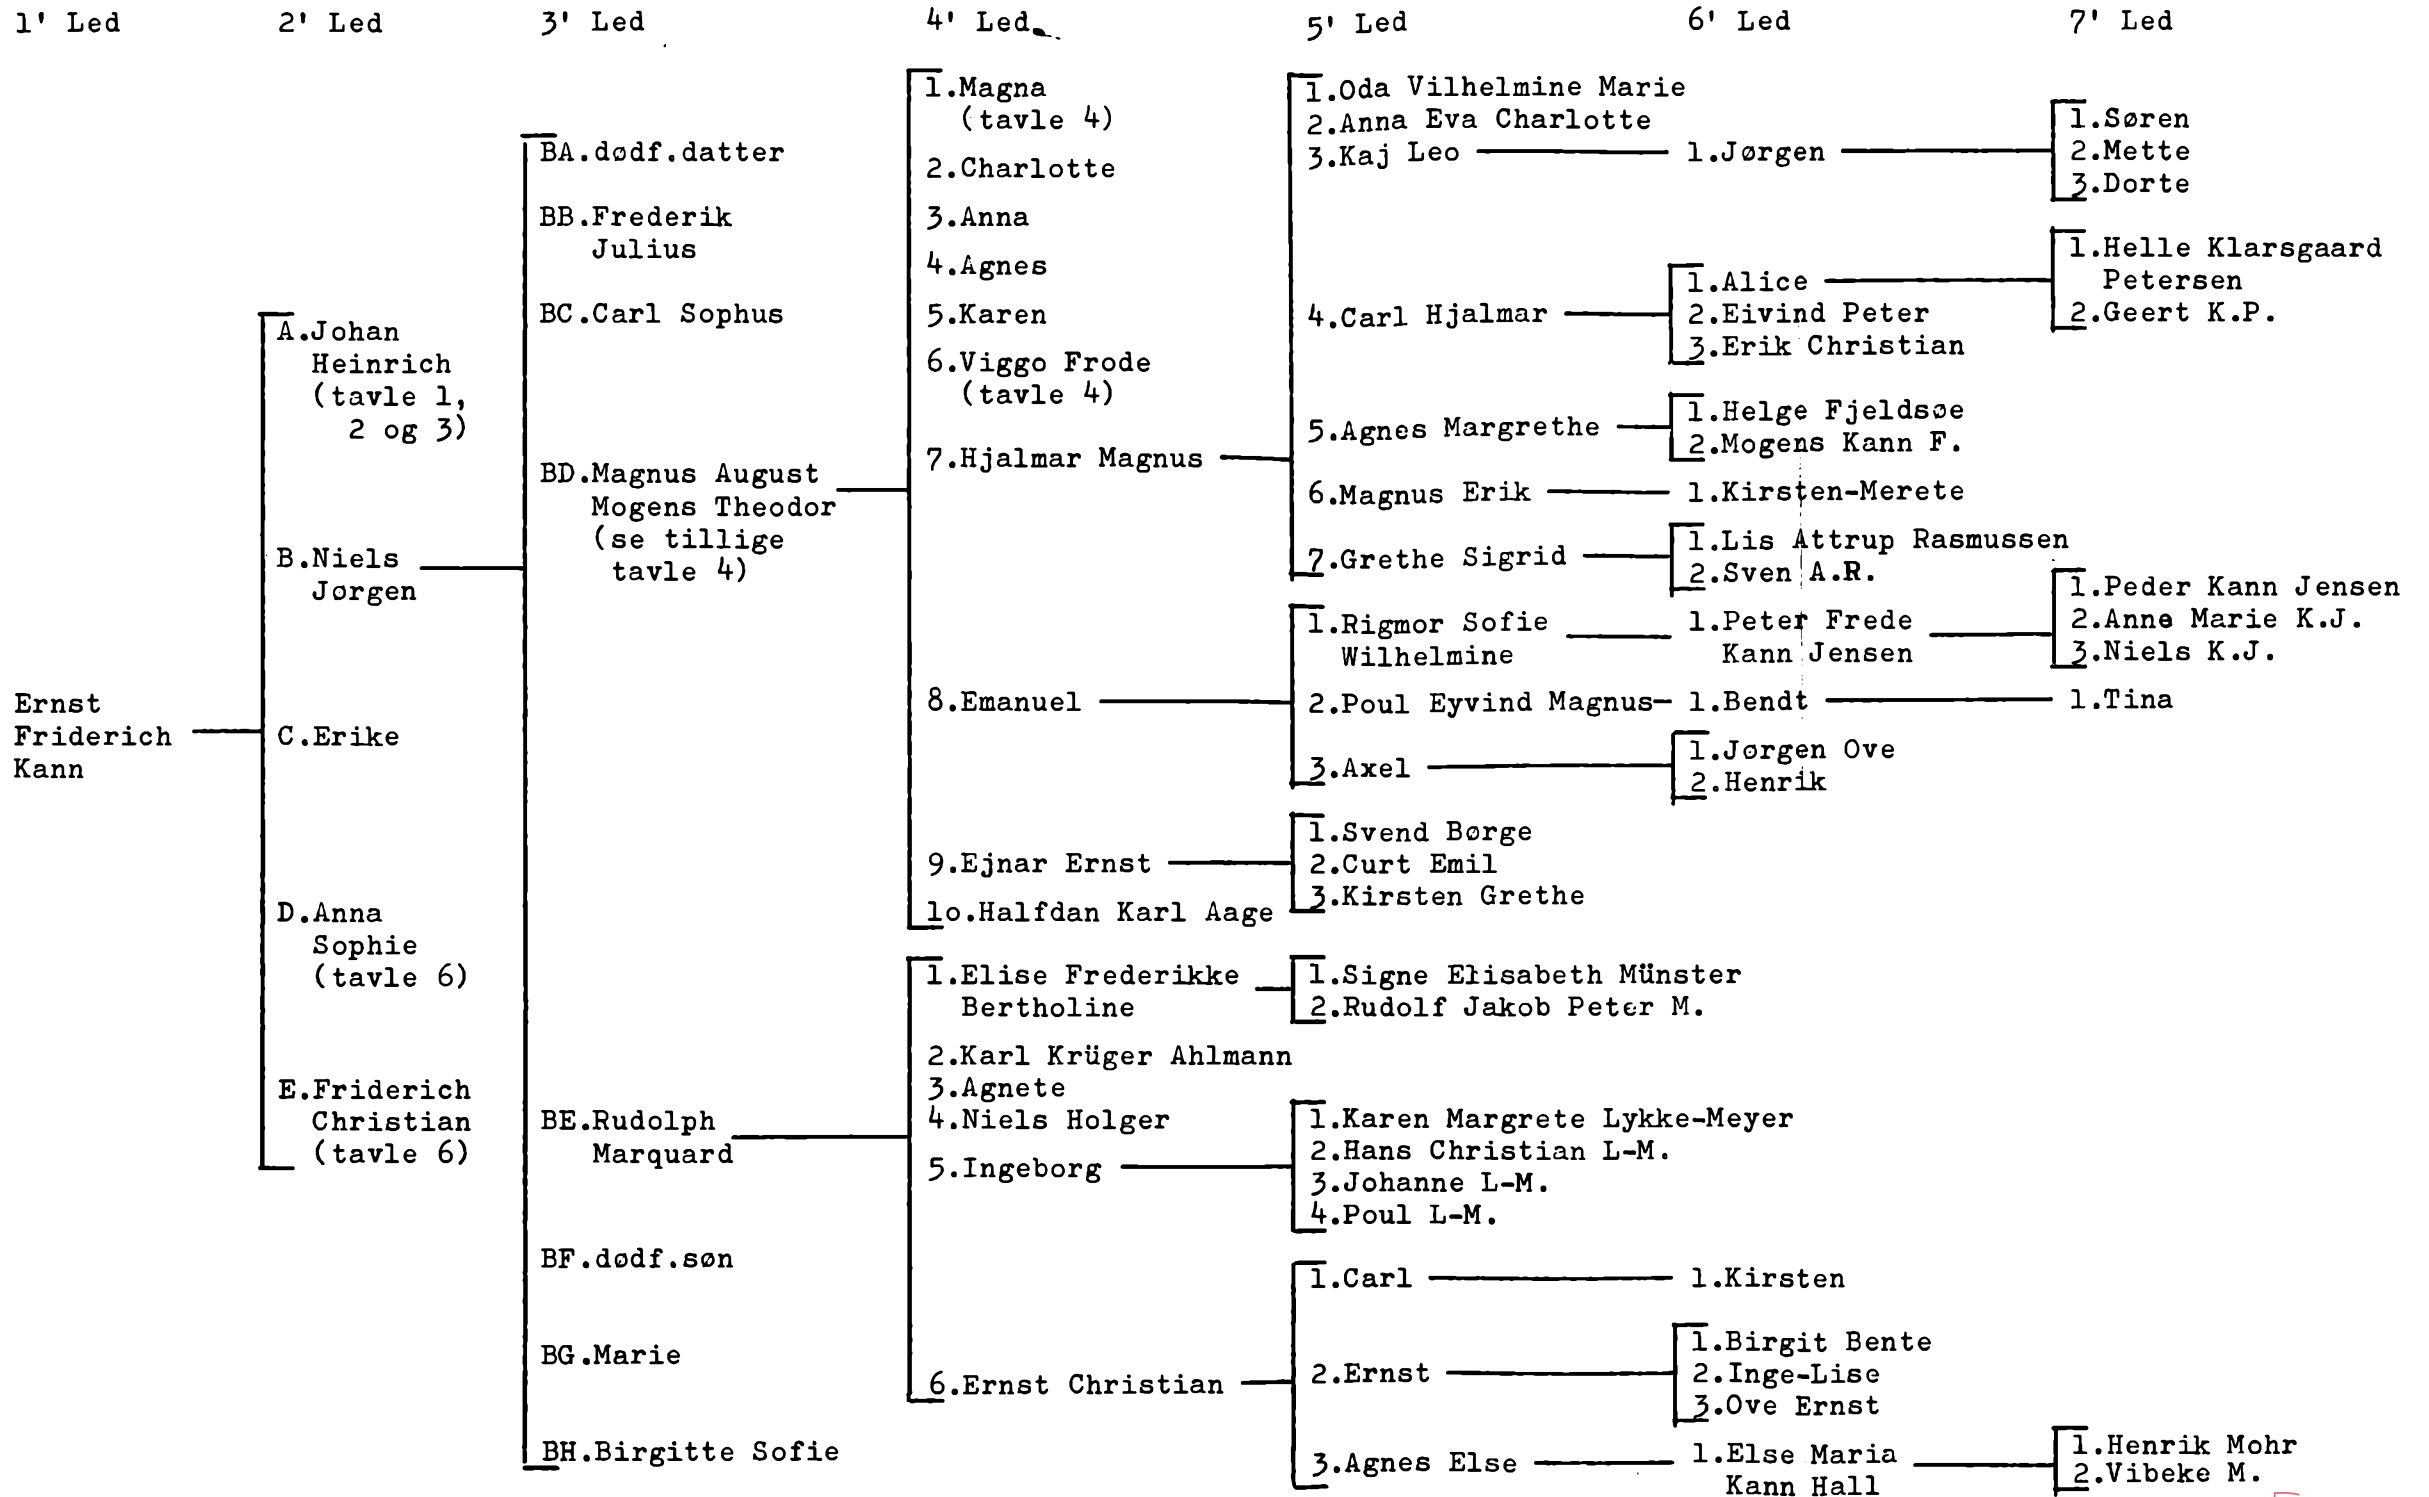 1' Led 2' Led 3' Led 4' Led 5' Led 6' Led 7' Led
Ernst
Friderich
Kann
A.Johan
Heinrich
(tavle 1,
2 og 3)
B.Niels
Jørgen
C.Erike
D.Anna
Sophie
(tavle 6)
E.Friderich
Christian
(tavle 6)
BA.dødf.datter
BB.Frederik
Julius
BC.Carl Sophus
BD.Magnus August
Mogens Theodor
(se tillige
tavle 4)
BE.Rudolph
Marquard
BF.dødf.søn
BG.Marie
BH.Birgitte Sofie
1.Magna
(tavle 4)
2.Charlotte
3.Anna
4.Agnes
5.Karen
6.Viggo Frode
(tavle 4)
7.Hjalmar Magnus
8.Emanuel
9.Ejnar Ernst
1o.Halfdan Karl Aage
1.Elise Frederikke
Bertholine
2.Karl Krüger Ahlmann
3.Agnete
4.Niels Holger
5.Ingeborg
6.Ernst Christian
1.Oda Vilhelmine Marie
2.Anna Eva Charlotte
3.Kaj Leo
4.Carl Hjalmar
5.Agnes Margrethe
6.Magnus Erik
7.Grethe Sigrid
1.Rigmor Sofie
Wilhelmine
2.Poul Eyvind Magnus
3.Axel
1.Svend Børge
2.Curt Emil
3.Kirsten Grethe
1.Signe Elisabeth Münster
2.Rudolf Jakob Peter M.
1.Karen Margrete Lykke-Meyer
2.Hans Christian L-M.
3.Johanne L-M.
4.Poul L-M.
1.Carl
2.Ernst
3.Agnes Else
1.Jørgen
1.Alice
2.Eivind Peter
3.Erik Christian
1.Helge Fjeldsøe
2.Mogens Kann F.
1.Kirsten-Merete
1.Lis Attrup Rasmussen
2.Sven A.R.
1.Peter Frede
Kann Jensen
1.Bendt
1.Jørgen Ove
2.Henrik
1.Kirsten
1.Birgit Bente
2.Inge-Lise
3.Ove Ernst
1.Else Maria
Kann Hall
1.Søren
2.Mette
3.Dorte
1.Helle Klarsgaard
Petersen
2.Geert K.P.
1.Peder Kann Jensen
2.Anne Marie K.J.
3.Niels K.J.
1.Tina
1.Henrik Mohr
2.Vibeke M.